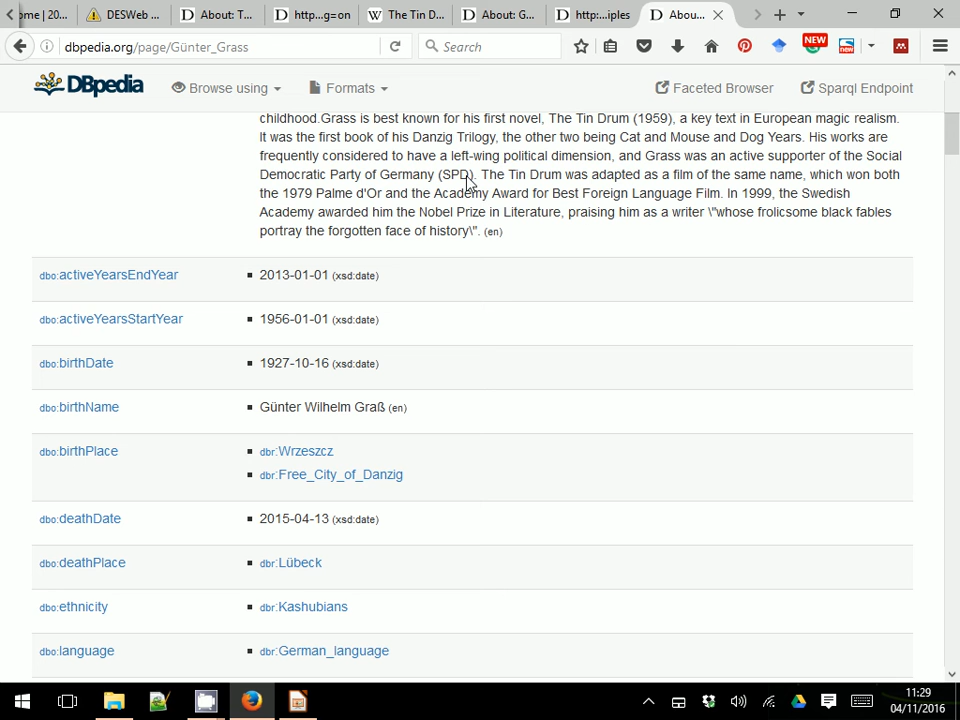 ome | 20...
DESWeb ...
About: T...
http...g=on
The Tin D...
About: G...
http:...iples
Abou...
dbpedia.org/page/Günter_Grass
Search
NEW
new
DBpedia
Browse using
Formats
Faceted Browser
Sparql Endpoint
childhood.Grass is best known for his first novel, The Tin Drum (1959), a key text in European magic realism.
It was the first book of his Danzig Trilogy, the other two being Cat and Mouse and Dog Years. His works are
frequently considered to have a left-wing political dimension, and Grass was an active supporter of the Social
Democratic Party of Germany (SPD). The Tin Drum was adapted as a film of the same name, which won both
the 1979 Palme d'Or and the Academy Award for Best Foreign Language Film. In 1999, the Swedish
Academy awarded him the Nobel Prize in Literature, praising him as a writer \"whose frolicsome black fables
portray the forgotten face of history\". (en)
dbo:activeYearsEndYear
2013-01-01 (xsd:date)
dbo:activeYearsStartYear
1956-01-01 (xsd:date)
dbo:birthDate
1927-10-16 (xsd:date)
dbo:birthName
Günter Wilhelm Graß (en)
dbo:birthPlace
dbr:Wrzeszcz
dbr:Free_City_of_Danzig
dbo:deathDate
2015-04-13 (xsd:date)
dbo:deathPlace
dbr:Lübeck
dbo:ethnicity
dbr:Kashubians
dbo:language
dbr:German_language
11:29
04/11/2016